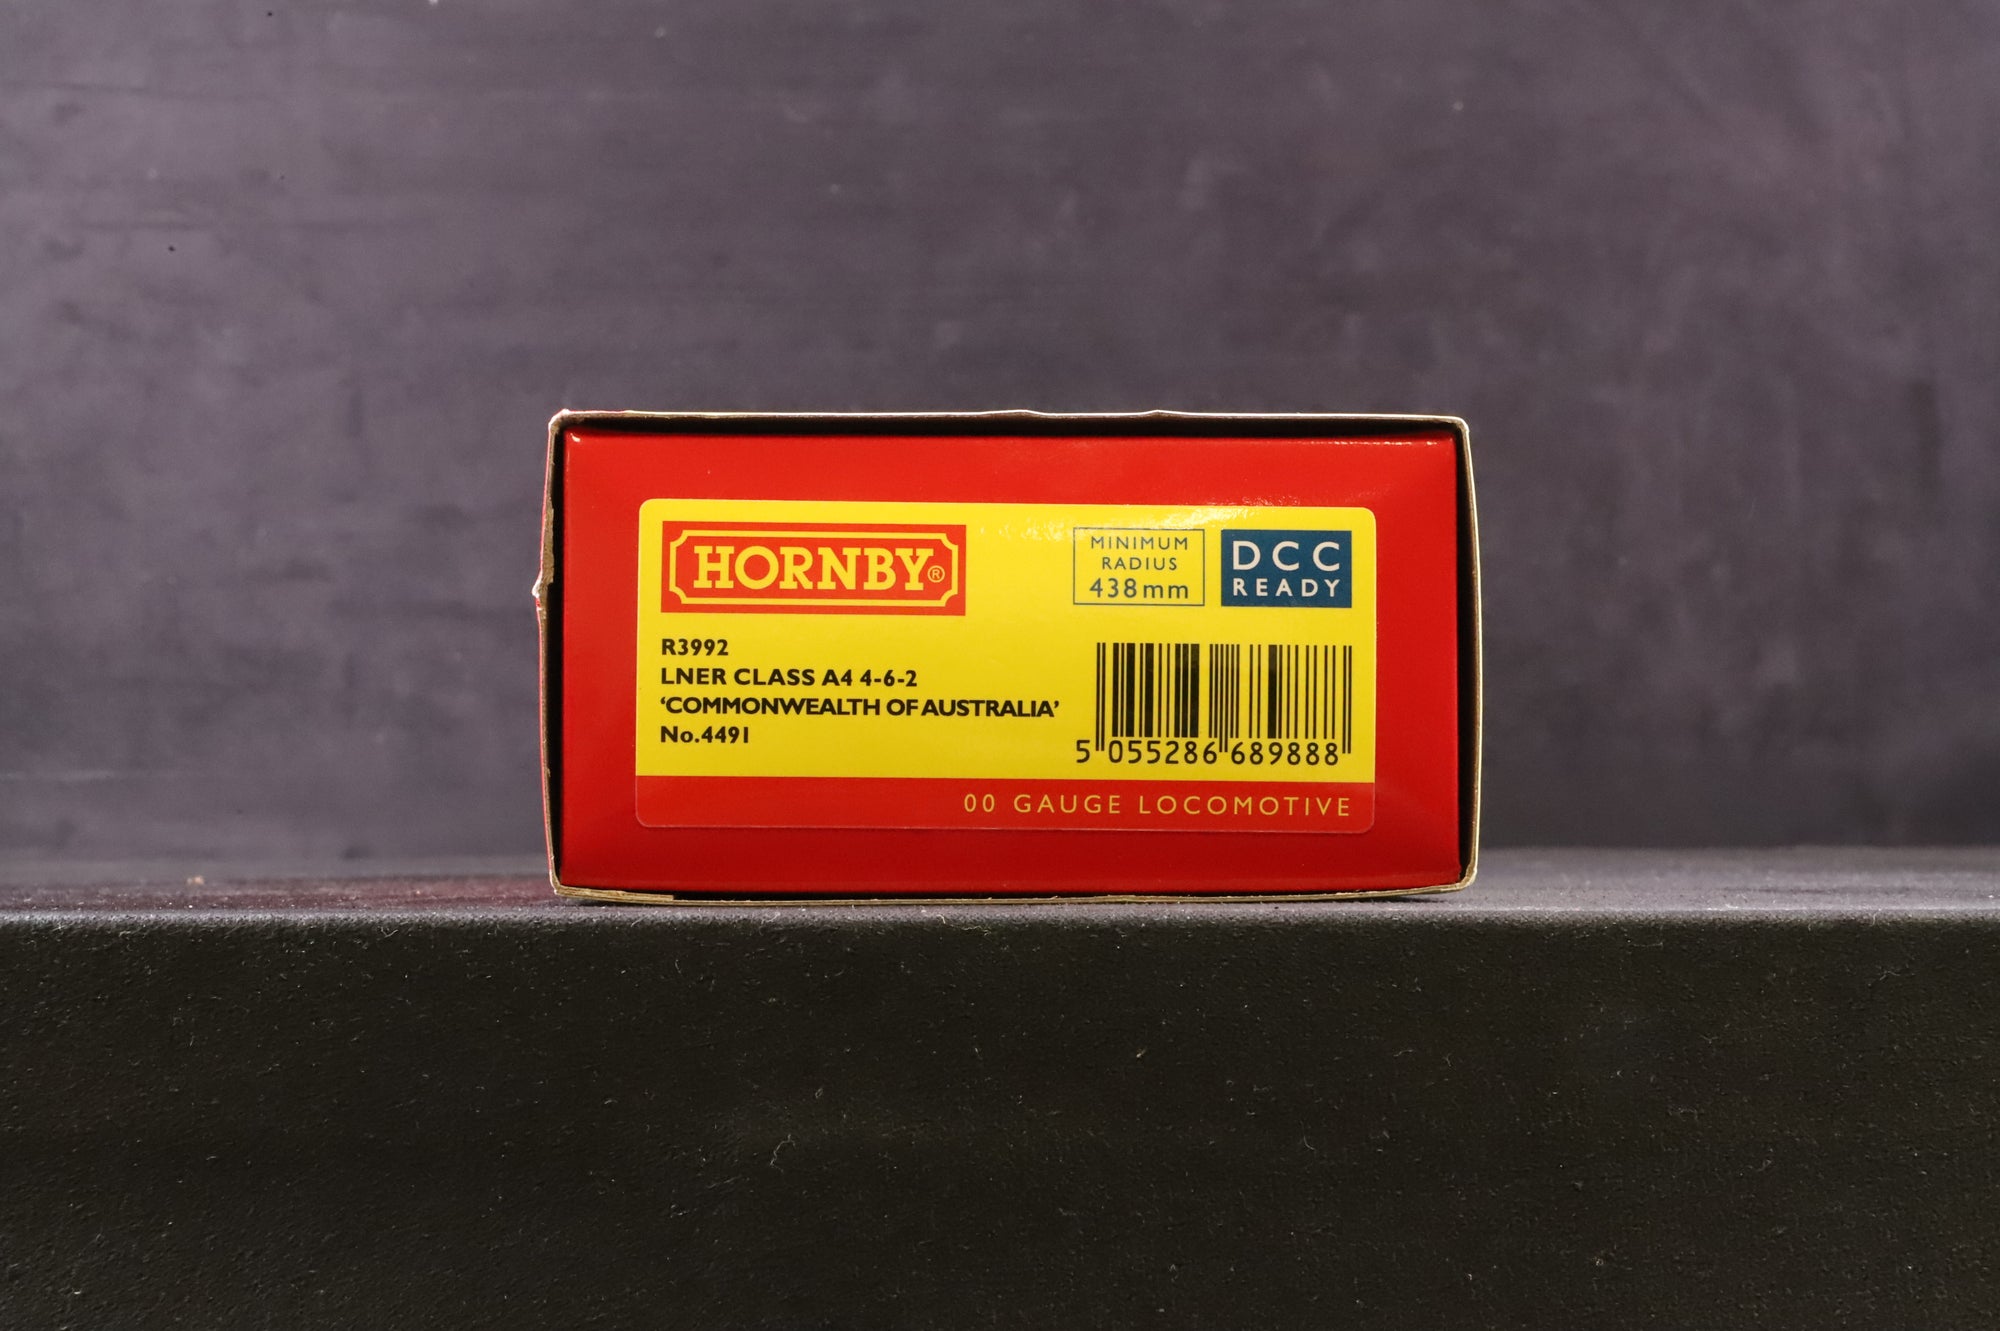 HORNBY®
MINIMUM
RADIUS
438mm
DCC
READY
R3992
LNER CLASS A4 4-6-2
‘COMMONWEALTH OF AUSTRALIA’
No.4491
5 055286 689888
00 GAUGE LOCOMOTIVE